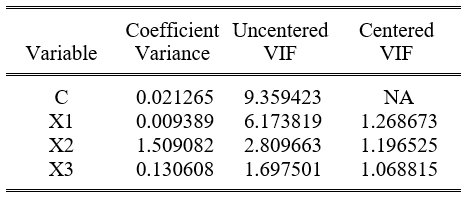 Coefficient Uncentered Centered
Variable Variance VIF VIF
C 0.021265 9.359423 NA
X1 0.009389 6.173819 1.268673
X2 1.509082 2.809663 1.196525
X3 0.130608 1.697501 1.068815